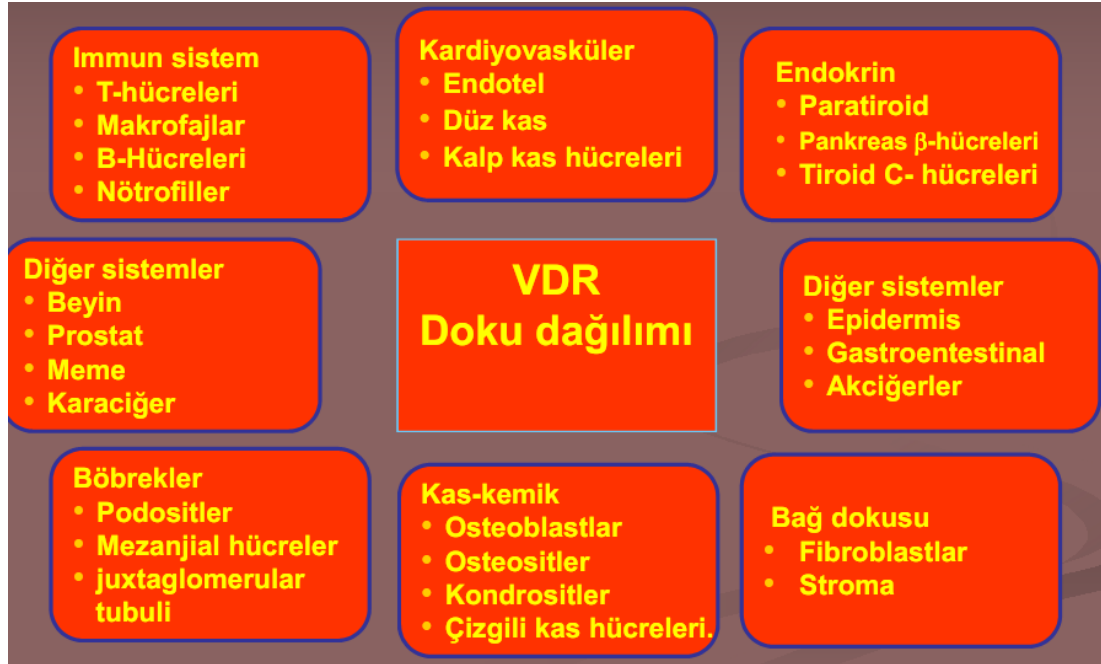 Immun sistem
• T-hücreleri
• Makrofajlar
• B-Hücreleri
• Nötrofiller
Kardiyovasküler
• Endotel
• Düz kas
• Kalp kas hücreleri
Endokrin
• Paratiroid
• Pankreas β-hücreleri
• Tiroid C- hücreleri
Diğer sistemler
• Beyin
• Prostat
• Meme
• Karaciğer
VDR
Doku dağılımı
Diğer sistemler
• Epidermis
• Gastroentestinal
• Akciğerler
Böbrekler
• Podositler
• Mezanjial hücreler
• juxtaglomerular
tubuli
Kas-kemik
• Osteoblastlar
• Osteositler
• Kondrositler
• Çizgili kas hücreleri.
Bağ dokusu
• Fibroblastlar
• Stroma